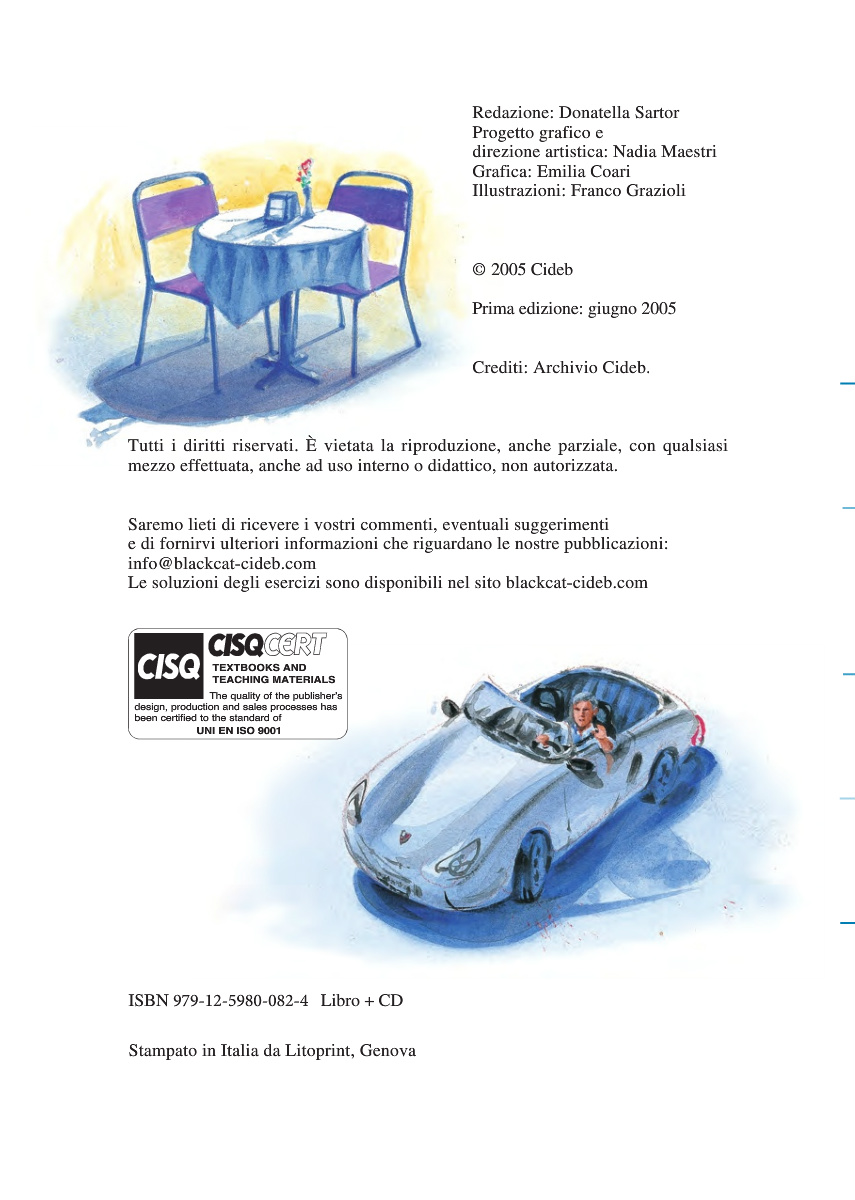 Redazione: Donatella Sartor
Progetto grafico e
direzione artistica: Nadia Maestri
Grafica: Emilia Coari
Illustrazioni: Franco Grazioli
© 2005 Cideb
Prima edizione: giugno 2005
Crediti: Archivio Cideb.
Tutti i diritti riservati. È vietata la riproduzione, anche parziale, con qualsiasi
mezzo effettuata, anche ad uso interno o didattico, non autorizzata.
Saremo lieti di ricevere i vostri commenti, eventuali suggerimenti
e di fornirvi ulteriori informazioni che riguardano le nostre pubblicazioni:
info@blackcat-cideb.com
Le soluzioni degli esercizi sono disponibili nel sito blackcat-cideb.com
CISQ
CISQCERT
TEXTBOOKS AND
TEACHING MATERIALS
The quality of the publisher's
design, production and sales processes has
been certified to the standard of
UNI EN ISO 9001
ISBN 979-12-5980-082-4 Libro + CD
Stampato in Italia da Litoprint, Genova